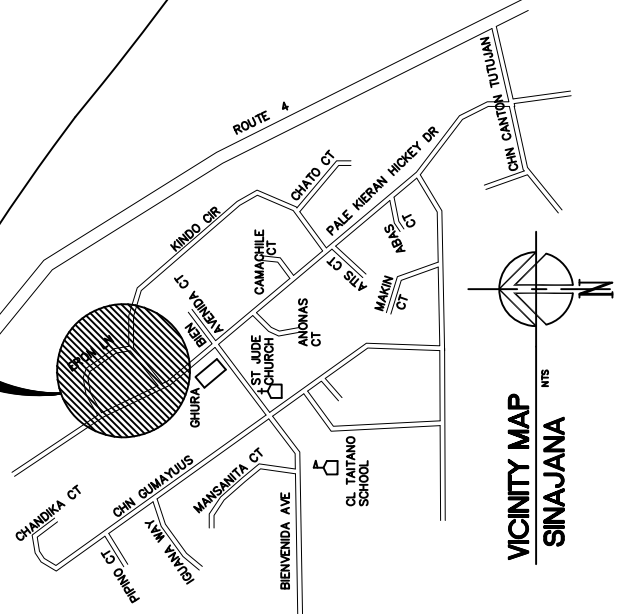 ROUTE 4
CHN CANTON TUTUJAN
PALE KIERAN HICKEY DR
CHATO CT
KINDO CIR
CAMACHILE
CT
ABAS
CT
ATIS CT
MAKIN
CT
BIEN
AVENIDA CT
ANONAS
CT
ERON LN
GHURA
ST JUDE
CHURCH
CHN GUMAYUUS
CHANDIKA CT
MANSANITA CT
CL TAITANO
SCHOOL
IGUANA WAY
PIPINO CT
BIENVENIDA AVE
N
VICINITY MAP
NTS
SINAJANA